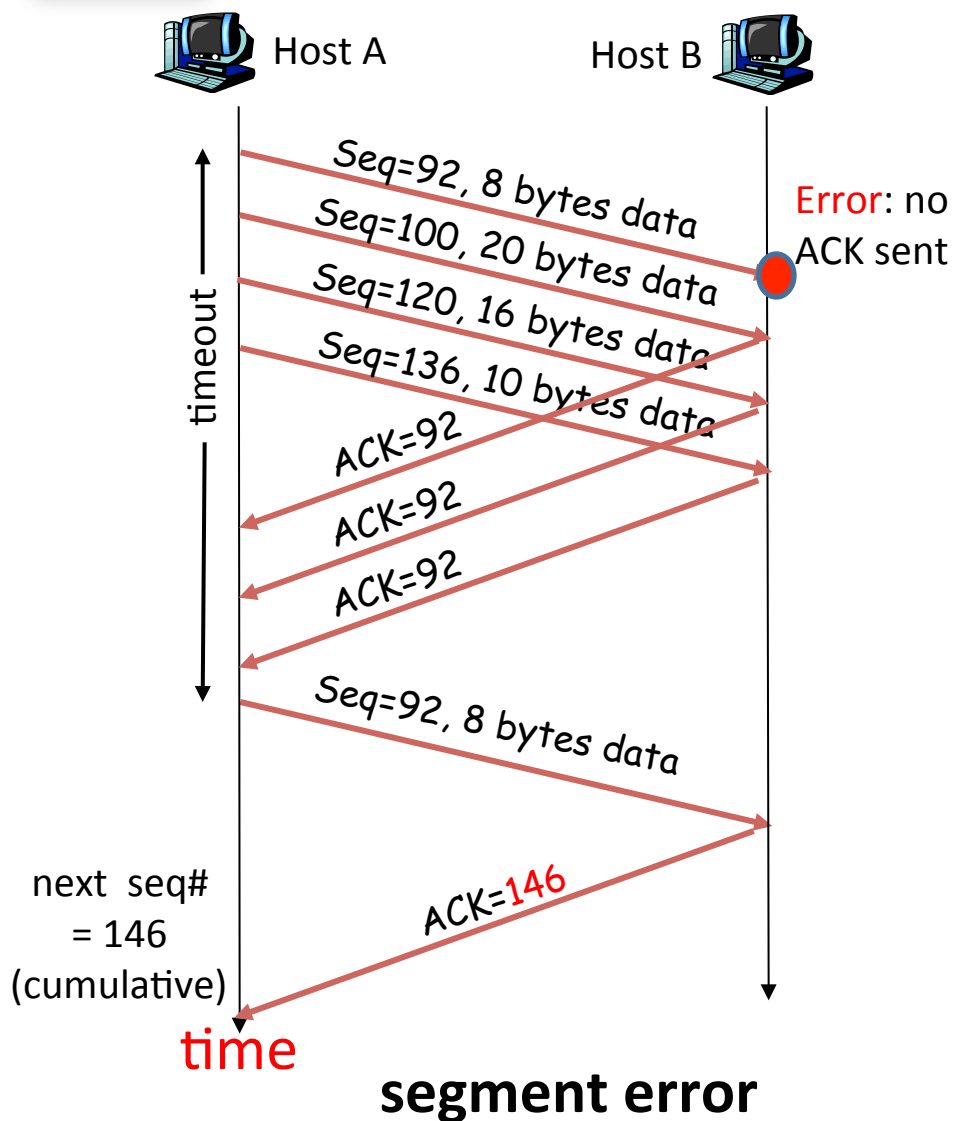 Host A
Host B
Seq=92, 8 bytes data
Error: no
ACK sent
Seq=100, 20 bytes data
Seq=120, 16 bytes data
Seq=136, 10 bytes data
timeout
ACK=92
ACK=92
ACK=92
Seq=92, 8 bytes data
next seq#
= 146
(cumulative)
ACK=146
time
segment error